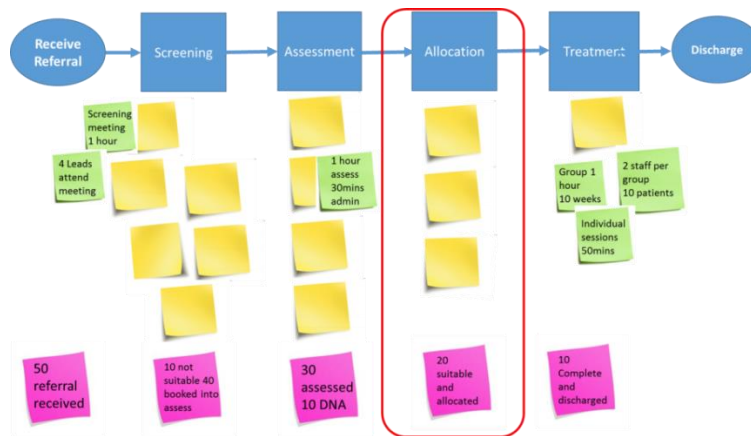 Receive
Referral
Screening
Assessment
Allocation
Treatment
Discharge
Screening
meeting
1 hour
4 Leads
attend
meeting
1 hour
assess
30mins
admin
Group 1
hour
10 weeks
2 staff per
group
10 patients
Individual
sessions
50mins
50
referral
received
10 not
suitable 40
booked into
assess
30
assessed
10 DNA
20
suitable
and
allocated
10
Complete
and
discharged